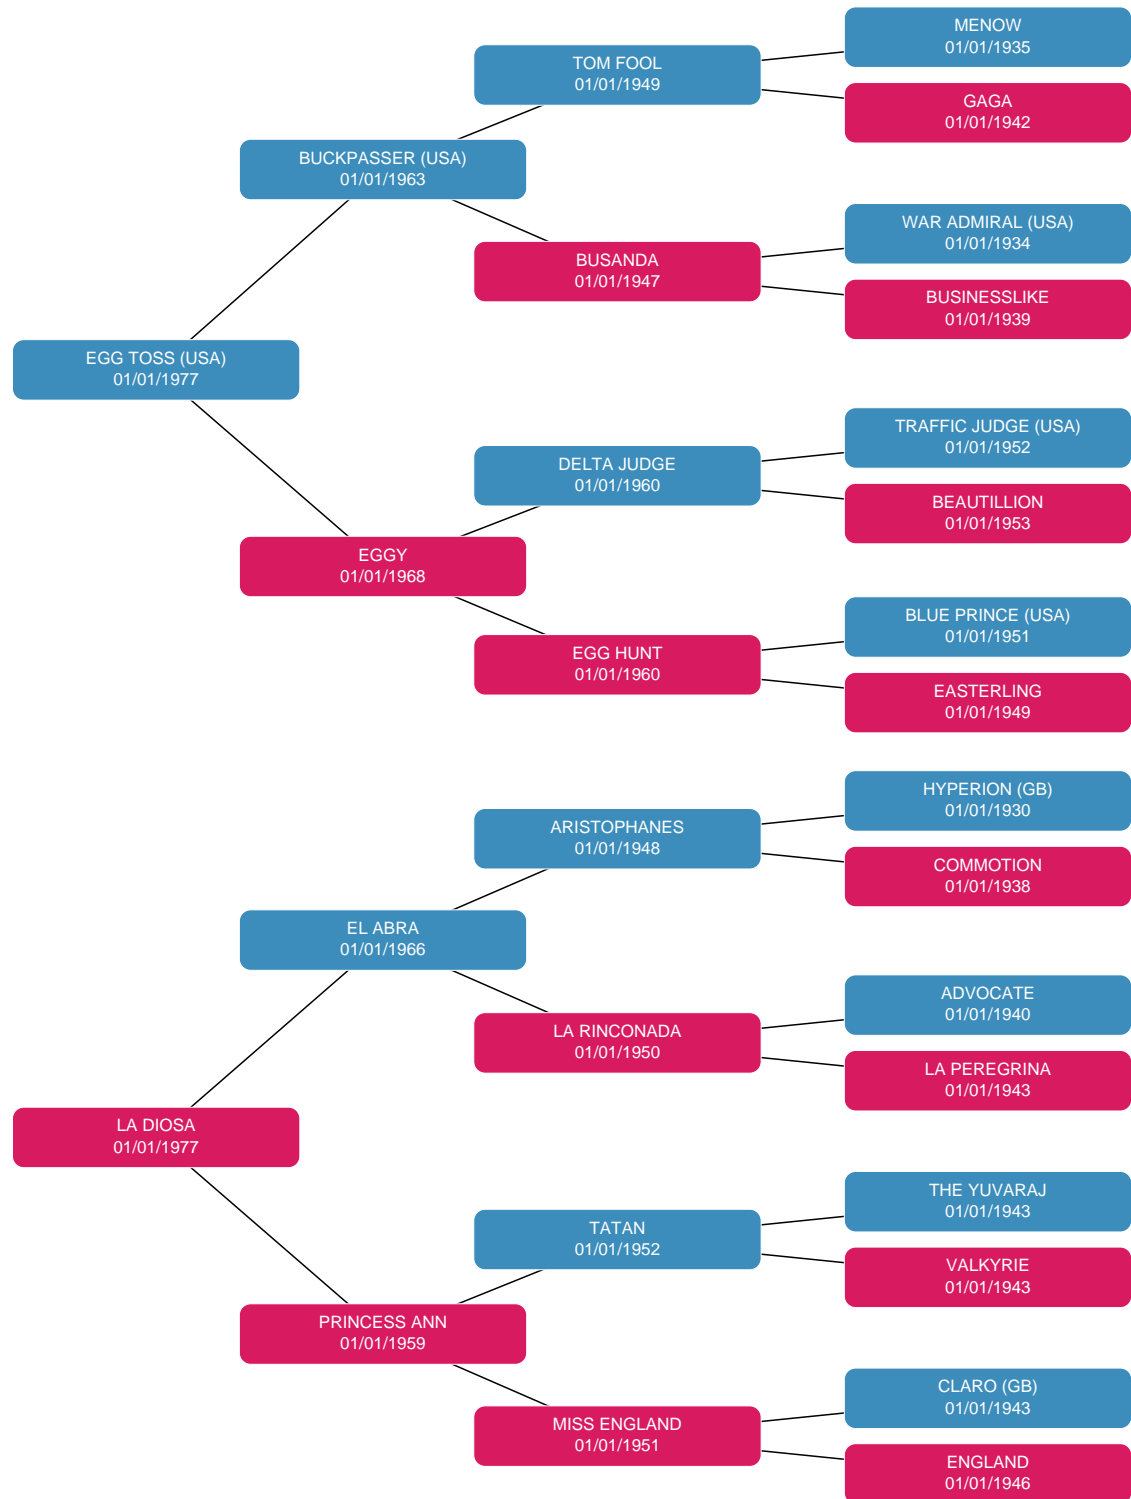 MENOW
01/01/1935
TOM FOOL
01/01/1949
GAGA
01/01/1942
BUCKPASSER (USA)
01/01/1963
WAR ADMIRAL (USA)
01/01/1934
BUSANDA
01/01/1947
BUSINESSLIKE
01/01/1939
EGG TOSS (USA)
01/01/1977
TRAFFIC JUDGE (USA)
01/01/1952
DELTA JUDGE
01/01/1960
BEAUTILLION
01/01/1953
EGGY
01/01/1968
BLUE PRINCE (USA)
01/01/1951
EGG HUNT
01/01/1960
EASTERLING
01/01/1949
HYPERION (GB)
01/01/1930
ARISTOPHANES
01/01/1948
COMMOTION
01/01/1938
EL ABRA
01/01/1966
ADVOCATE
01/01/1940
LA RINCONADA
01/01/1950
LA PEREGRINA
01/01/1943
LA DIOSA
01/01/1977
THE YUVARAJ
01/01/1943
TATAN
01/01/1952
VALKYRIE
01/01/1943
PRINCESS ANN
01/01/1959
CLARO (GB)
01/01/1943
MISS ENGLAND
01/01/1951
ENGLAND
01/01/1946